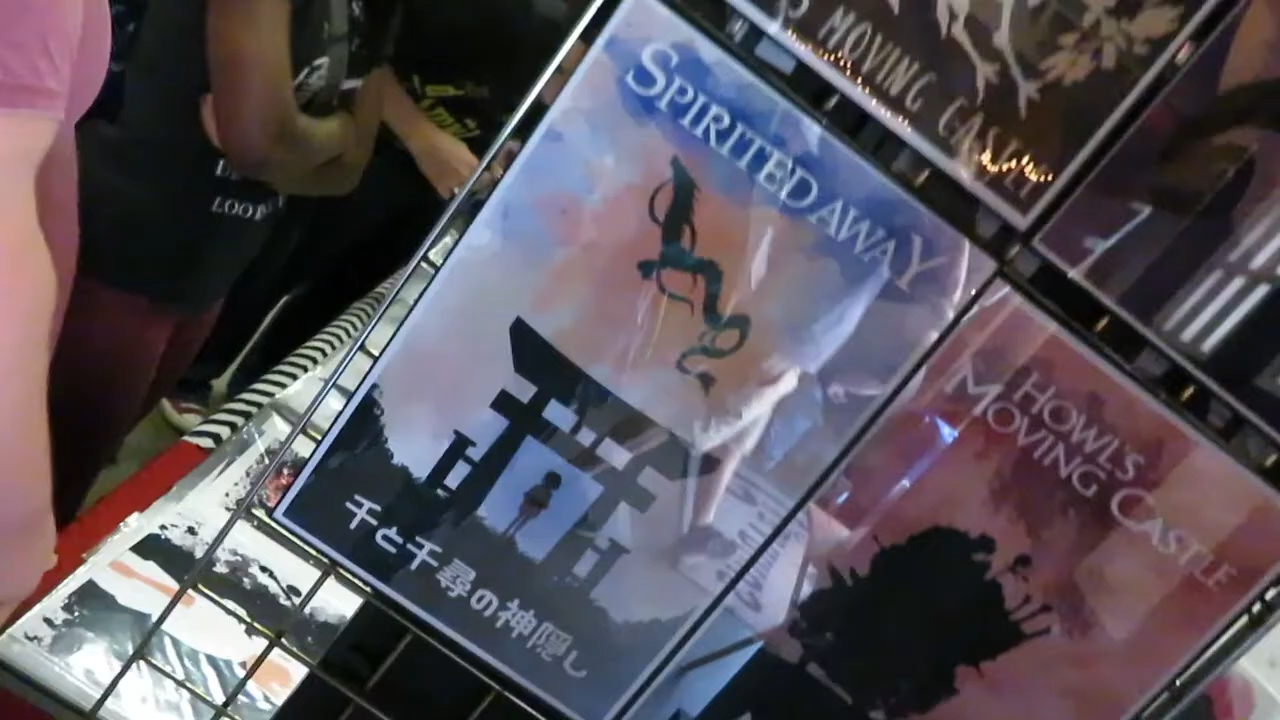 SPIRITED AWAY
千と千尋の神隠し
MOVING CASTLE
HOWL'S
MOVING CASTLE